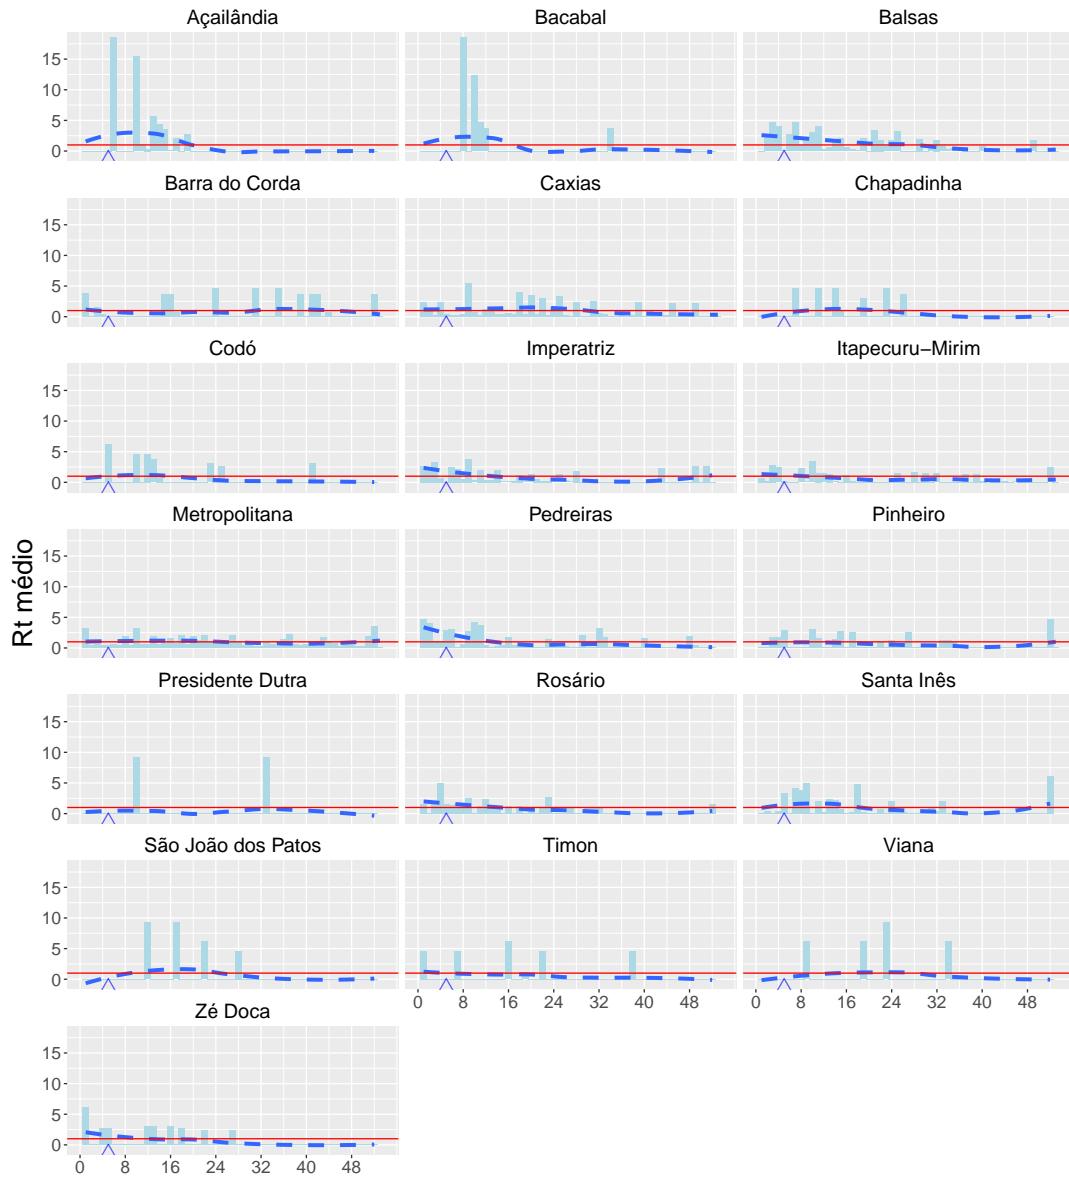 Açailândia Bacabal Balsas
15
10
5
0
Barra do Corda Caxias Chapadinha
15
10
5
0
Codó Imperatriz Itapecuru−Mirim
15
10
5
0
Metropolitana Pedreiras Pinheiro
15
10
5
0
Rt médio
Presidente Dutra Rosário Santa Inês
15
10
5
0
São João dos Patos Timon Viana
15
10
5
0
0 8 16 24 32 40 48 0 8 16 24 32 40 48
Zé Doca
15
10
5
0
0 8 16 24 32 40 48